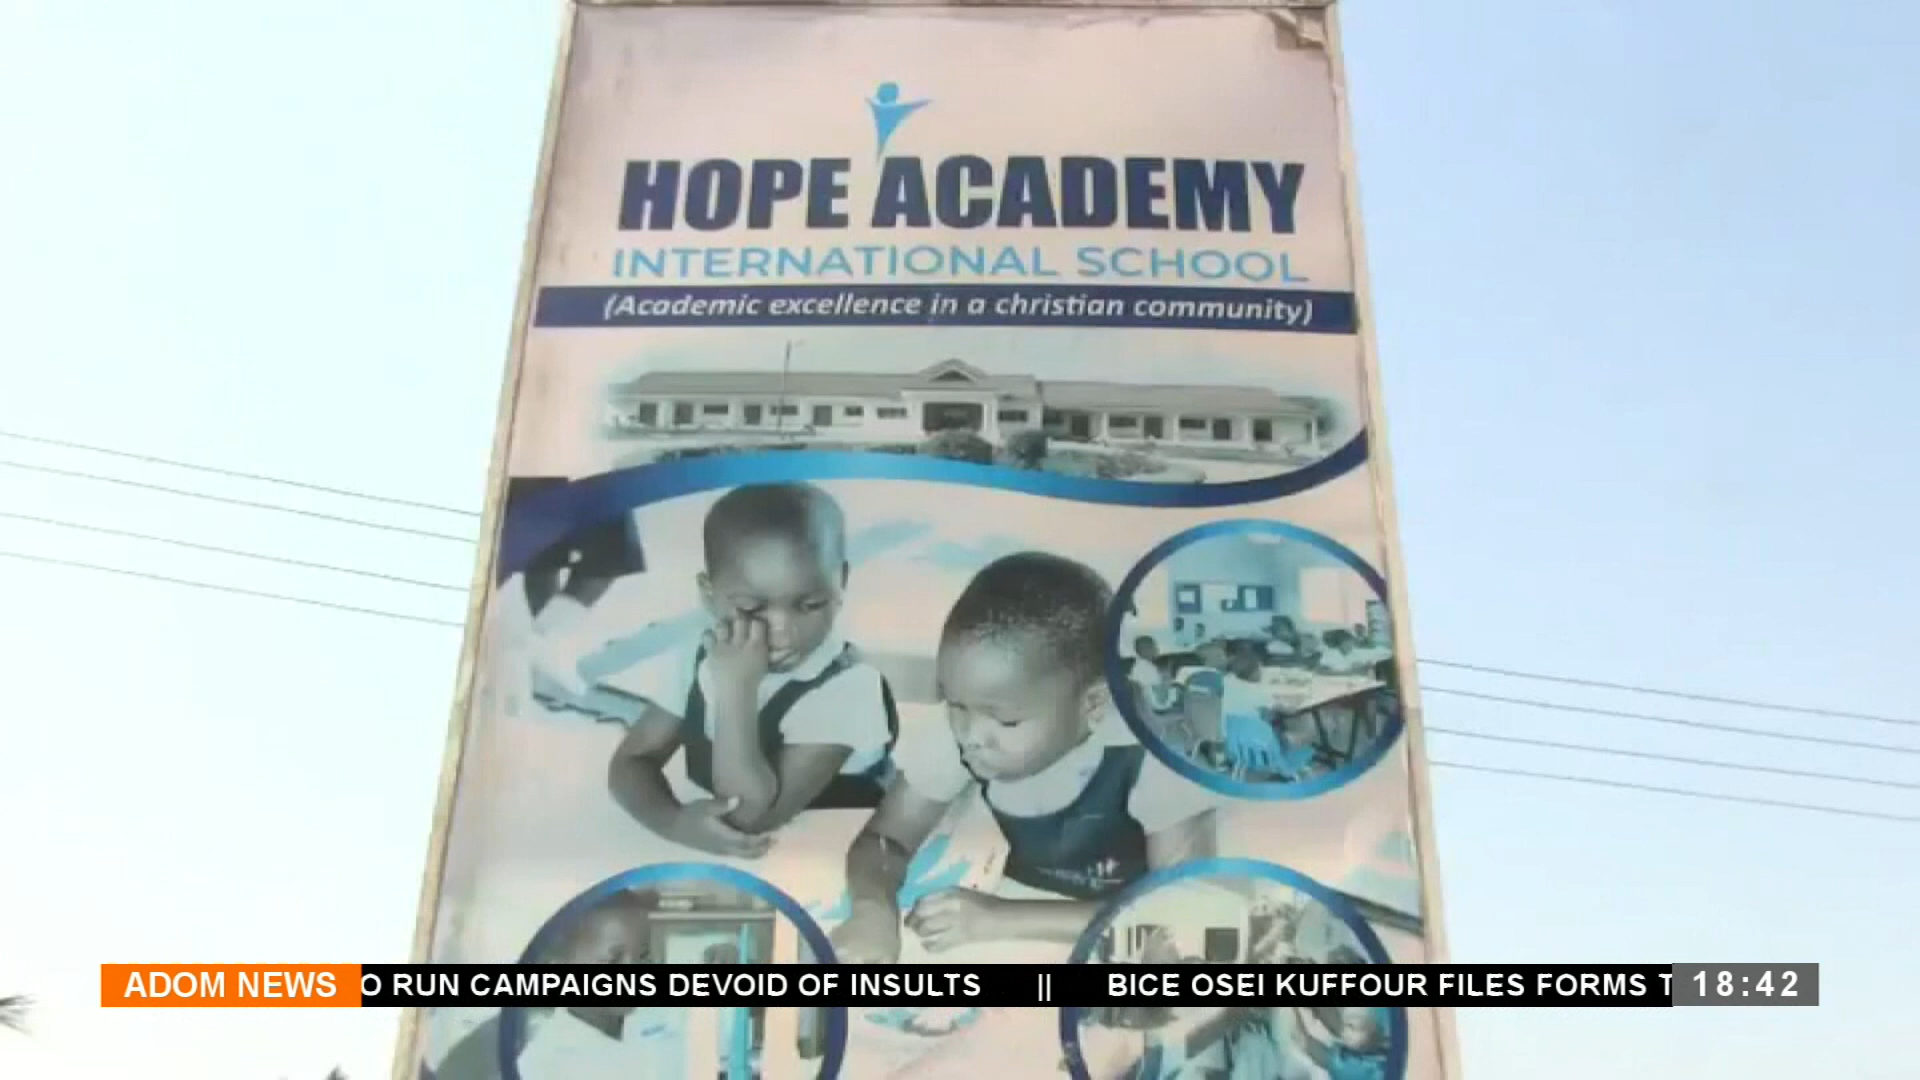 HOPE ACADEMY
INTERNATIONAL SCHOOL
(Academic excellence in a christian community)
ADOM NEWS
O RUN CAMPAIGNS DEVOID OF INSULTS || BICE OSEI KUFFOUR FILES FORMS T
18:42